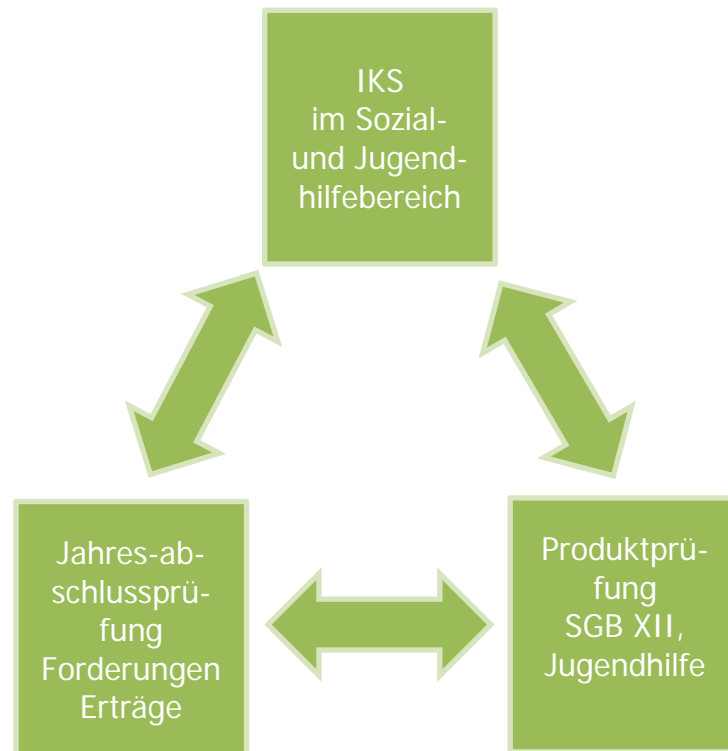 IKS
im Sozial-
und Jugend-
hilfebereich
Jahres-ab-
schlussprü-
fung
Forderungen
Erträge
Produktprü-
fung
SGB XII,
Jugendhilfe